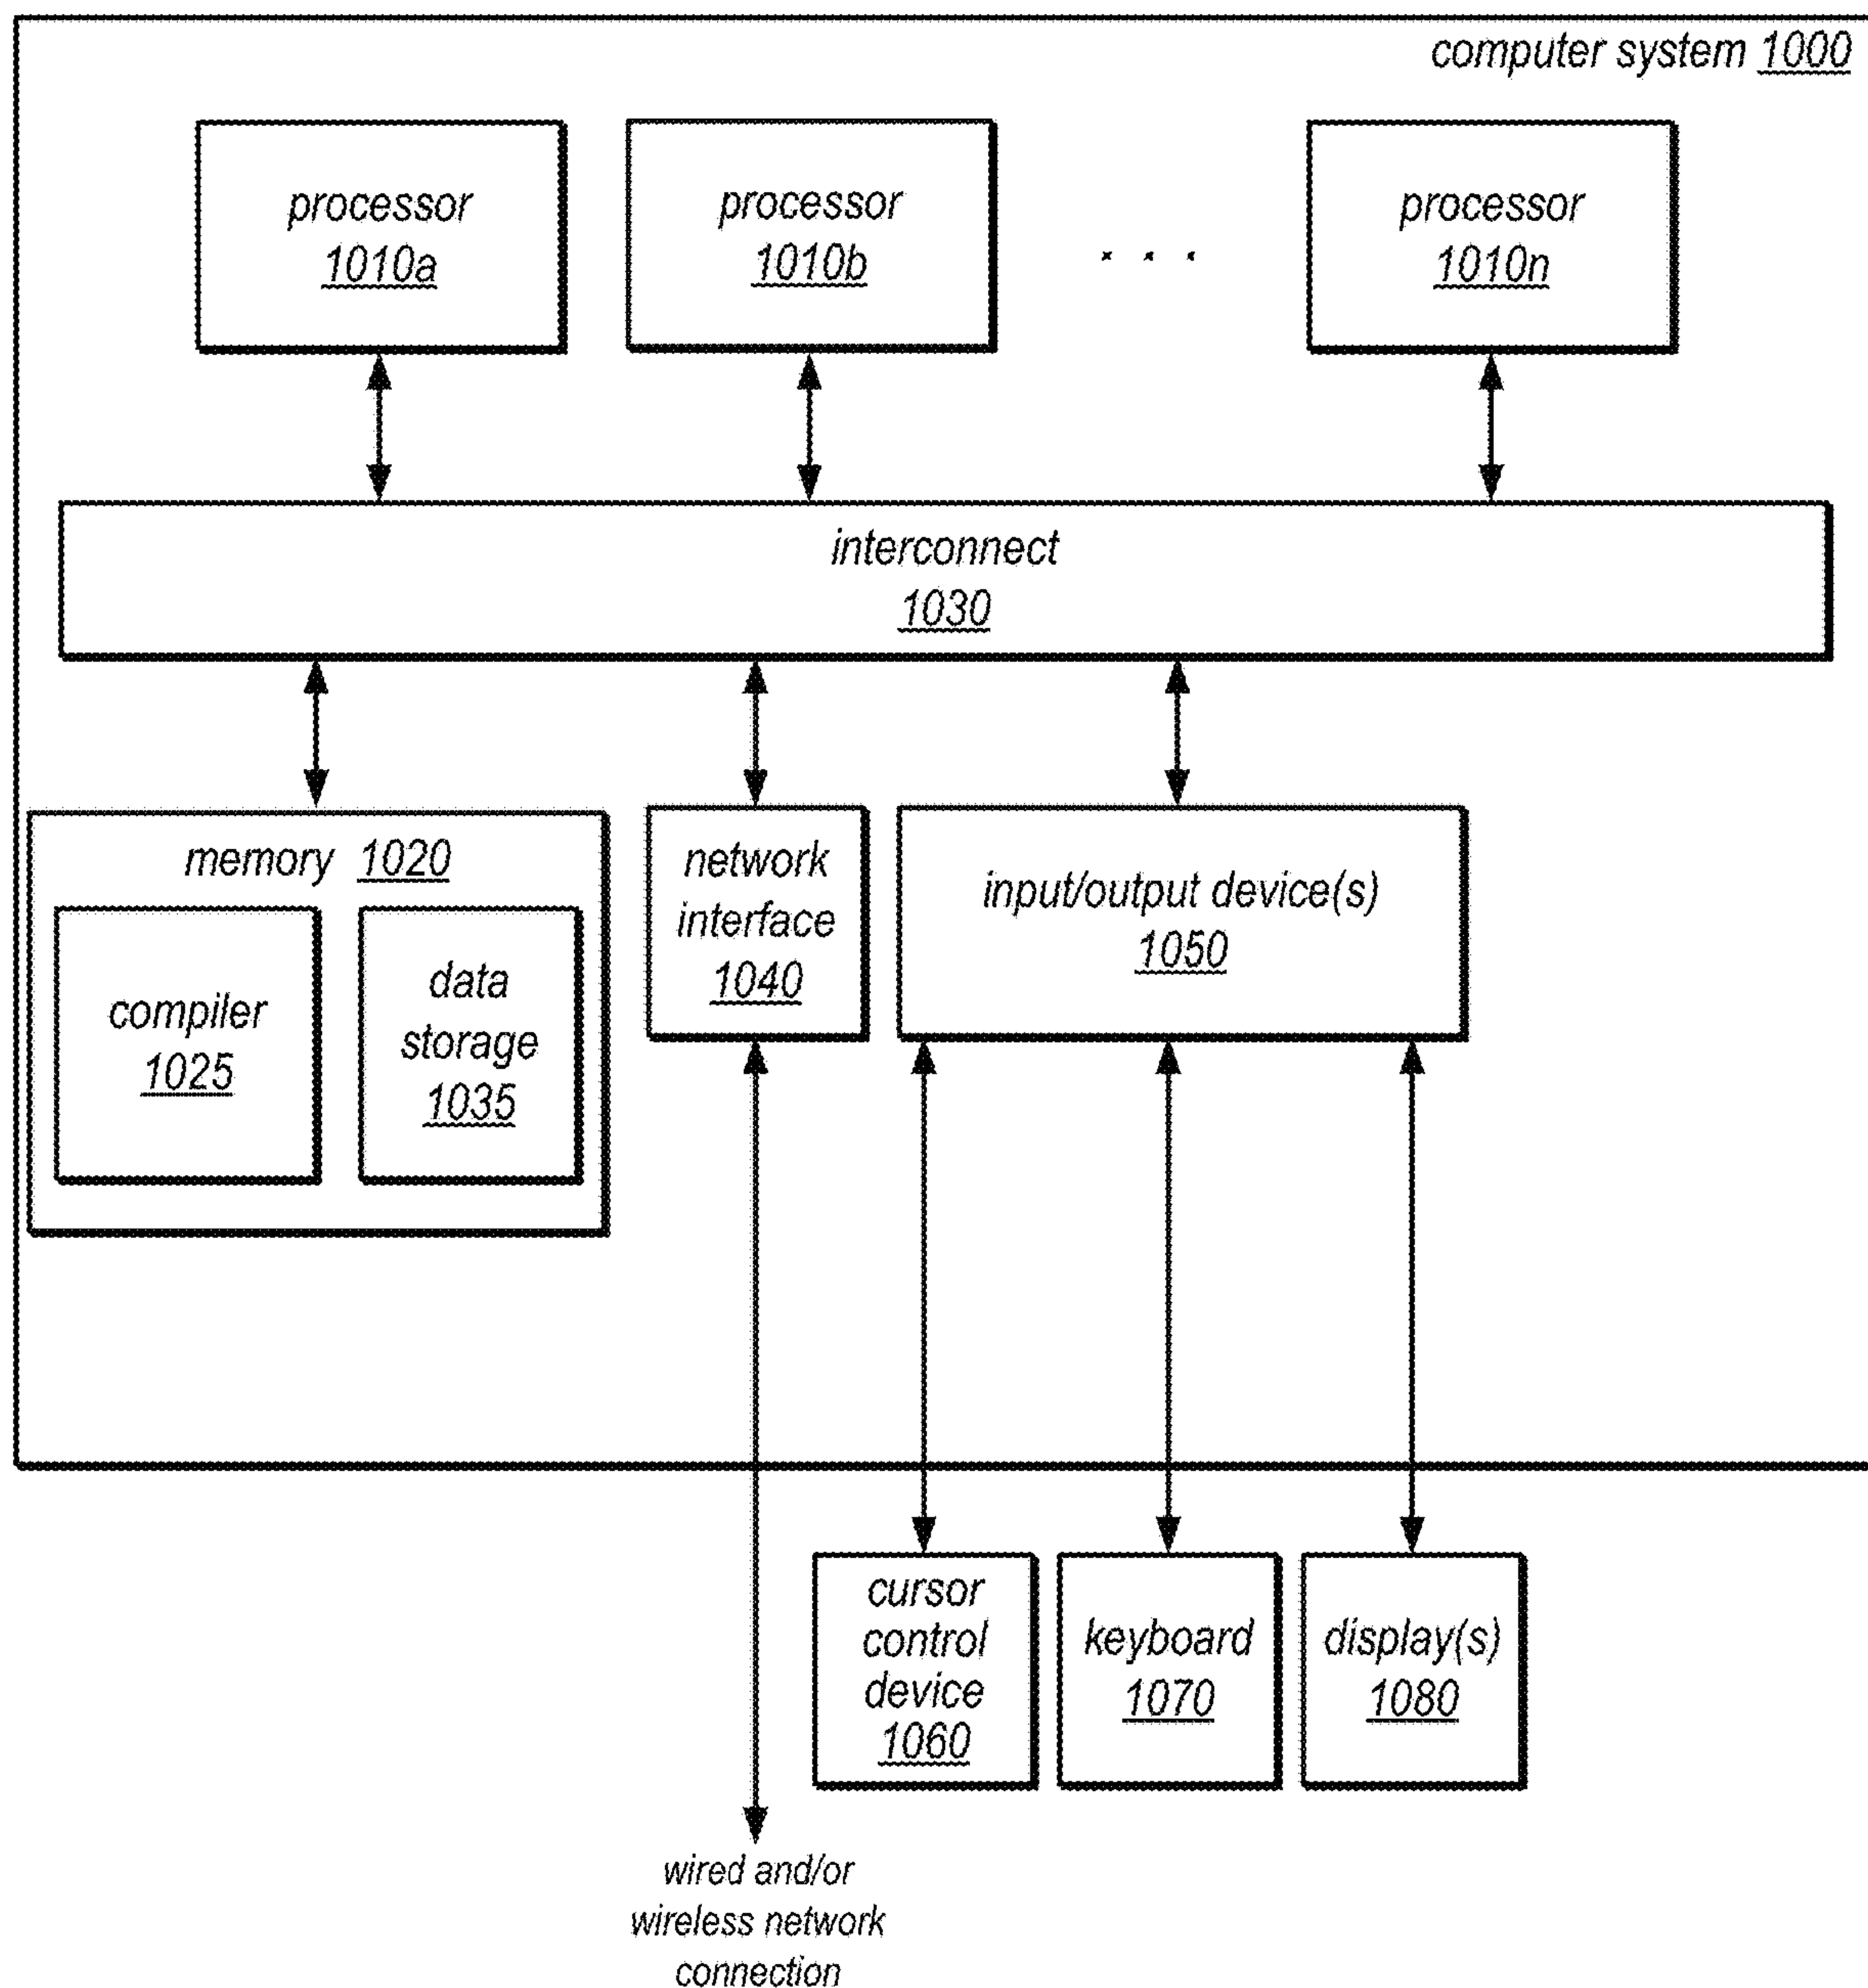 computer system 1000
processor
1010a
processor
1010b
. . .
processor
1010n
interconnect
1030
memory 1020
compiler
1025
data
storage
1035
network
interface
1040
input/output device(s)
1050
cursor
control
device
1060
keyboard
1070
display(s)
1080
wired and/or
wireless network
connection